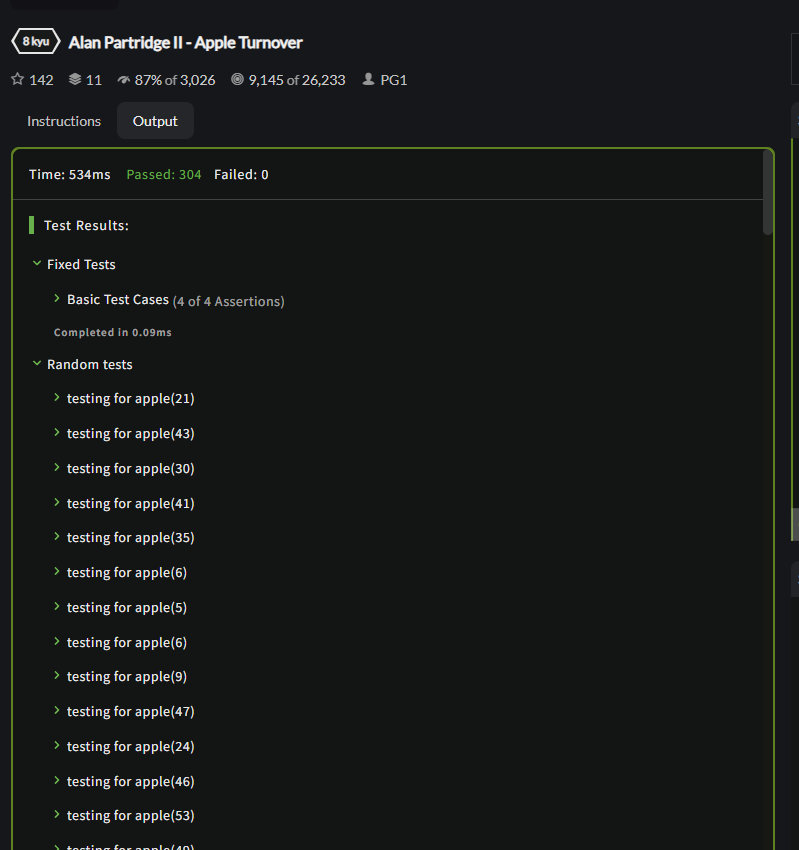 8 kyu Alan Partridge II - Apple Turnover
142 11 87% of 3,026 9,145 of 26,233 PG1
Instructions Output
Time: 534ms Passed: 304 Failed: 0
Test Results:
Fixed Tests
Basic Test Cases (4 of 4 Assertions)
Completed in 0.09ms
Random tests
testing for apple(21)
testing for apple(43)
testing for apple(30)
testing for apple(41)
testing for apple(35)
testing for apple(6)
testing for apple(5)
testing for apple(6)
testing for apple(9)
testing for apple(47)
testing for apple(24)
testing for apple(46)
testing for apple(53)
testing for